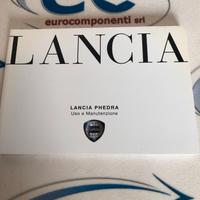 eurocomponenti srl
LANCIA
LANCIA PHEDRA
Uso e Manutenzione